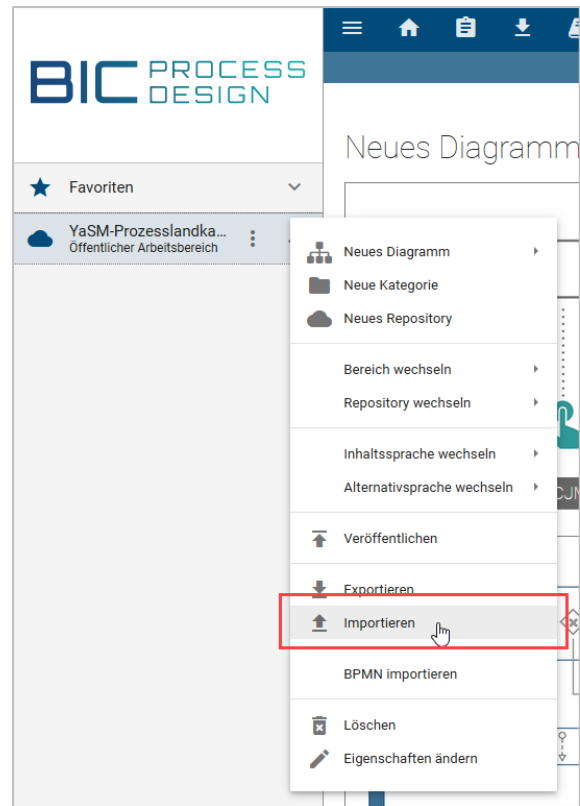 BIC PROCESS
DESIGN
Neues Diagramm
Favoriten
YaSM-Prozesslandka...
Öffentlicher Arbeitsbereich
Neues Diagramm
Neue Kategorie
Neues Repository
Bereich wechseln
Repository wechseln
Inhaltssprache wechseln
Alternativsprache wechseln
CJM
Veröffentlichen
Exportieren
Importieren
BPMN importieren
Löschen
Eigenschaften ändern